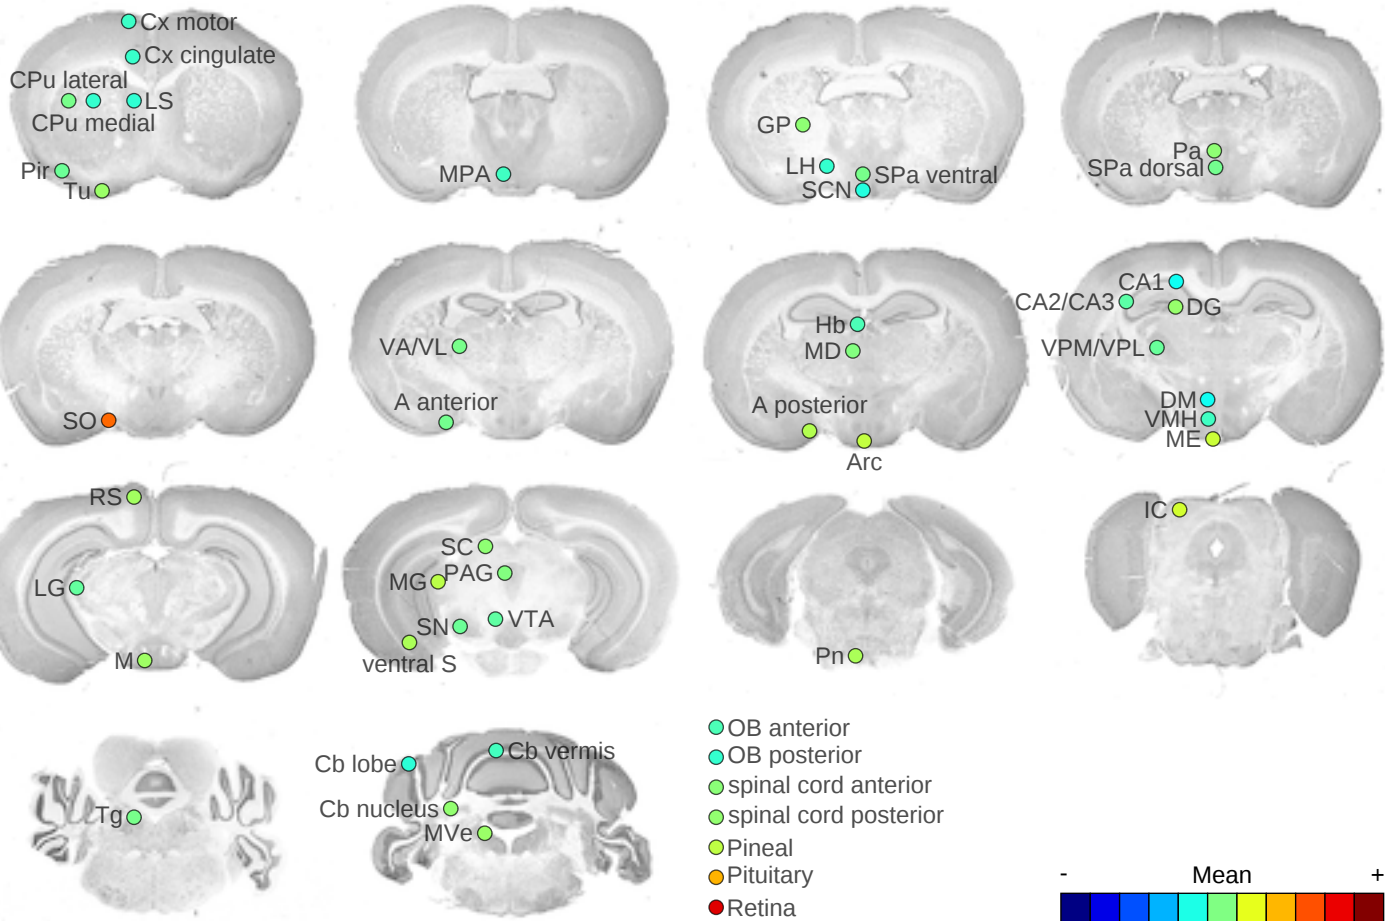 Cx motor
Cx cingulate
CPu lateral
LS
CPu medial
Pir
Tu
MPA
GP
LH
SPa ventral
SCN
Pa
SPa dorsal
SO
VA/VL
A anterior
Hb
MD
A posterior
Arc
CA1
CA2/CA3
DG
VPM/VPL
DM
VMH
ME
RS
LG
M
SC
PAG
MG
VTA
SN
ventral S
Pn
IC
Tg
Cb vermis
Cb lobe
Cb nucleus
MVe
OB anterior
OB posterior
spinal cord anterior
spinal cord posterior
Pineal
Pituitary
Retina
- Mean +